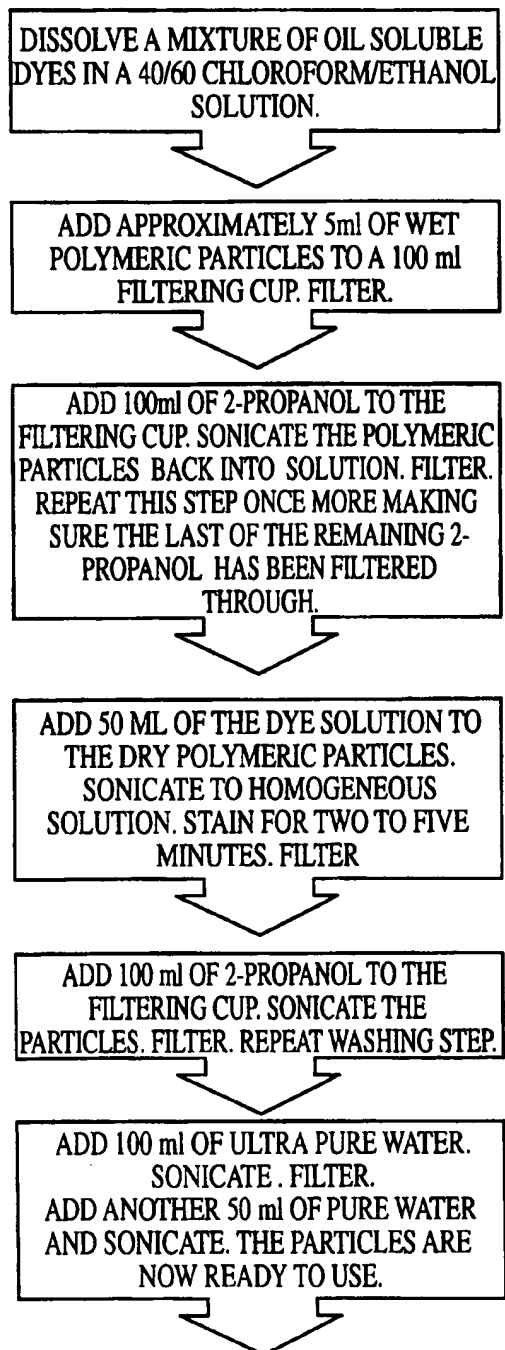 DISSOLVE A MIXTURE OF OIL SOLUBLE
DYES IN A 40/60 CHLOROFORM/ETHANOL
SOLUTION.
ADD APPROXIMATELY 5ml OF WET
POLYMERIC PARTICLES TO A 100 ml
FILTERING CUP. FILTER.
ADD 100ml OF 2-PROPANOL TO THE
FILTERING CUP. SONICATE THE POLYMERIC
PARTICLES BACK INTO SOLUTION. FILTER.
REPEAT THIS STEP ONCE MORE MAKING
SURE THE LAST OF THE REMAINING 2-
PROPANOL HAS BEEN FILTERED
THROUGH.
ADD 50 ML OF THE DYE SOLUTION TO
THE DRY POLYMERIC PARTICLES.
SONICATE TO HOMOGENEOUS
SOLUTION. STAIN FOR TWO TO FIVE
MINUTES. FILTER
ADD 100 ml OF 2-PROPANOL TO THE
FILTERING CUP. SONICATE THE
PARTICLES. FILTER. REPEAT WASHING STEP.
ADD 100 ml OF ULTRA PURE WATER.
SONICATE . FILTER.
ADD ANOTHER 50 ml OF PURE WATER
AND SONICATE. THE PARTICLES ARE
NOW READY TO USE.